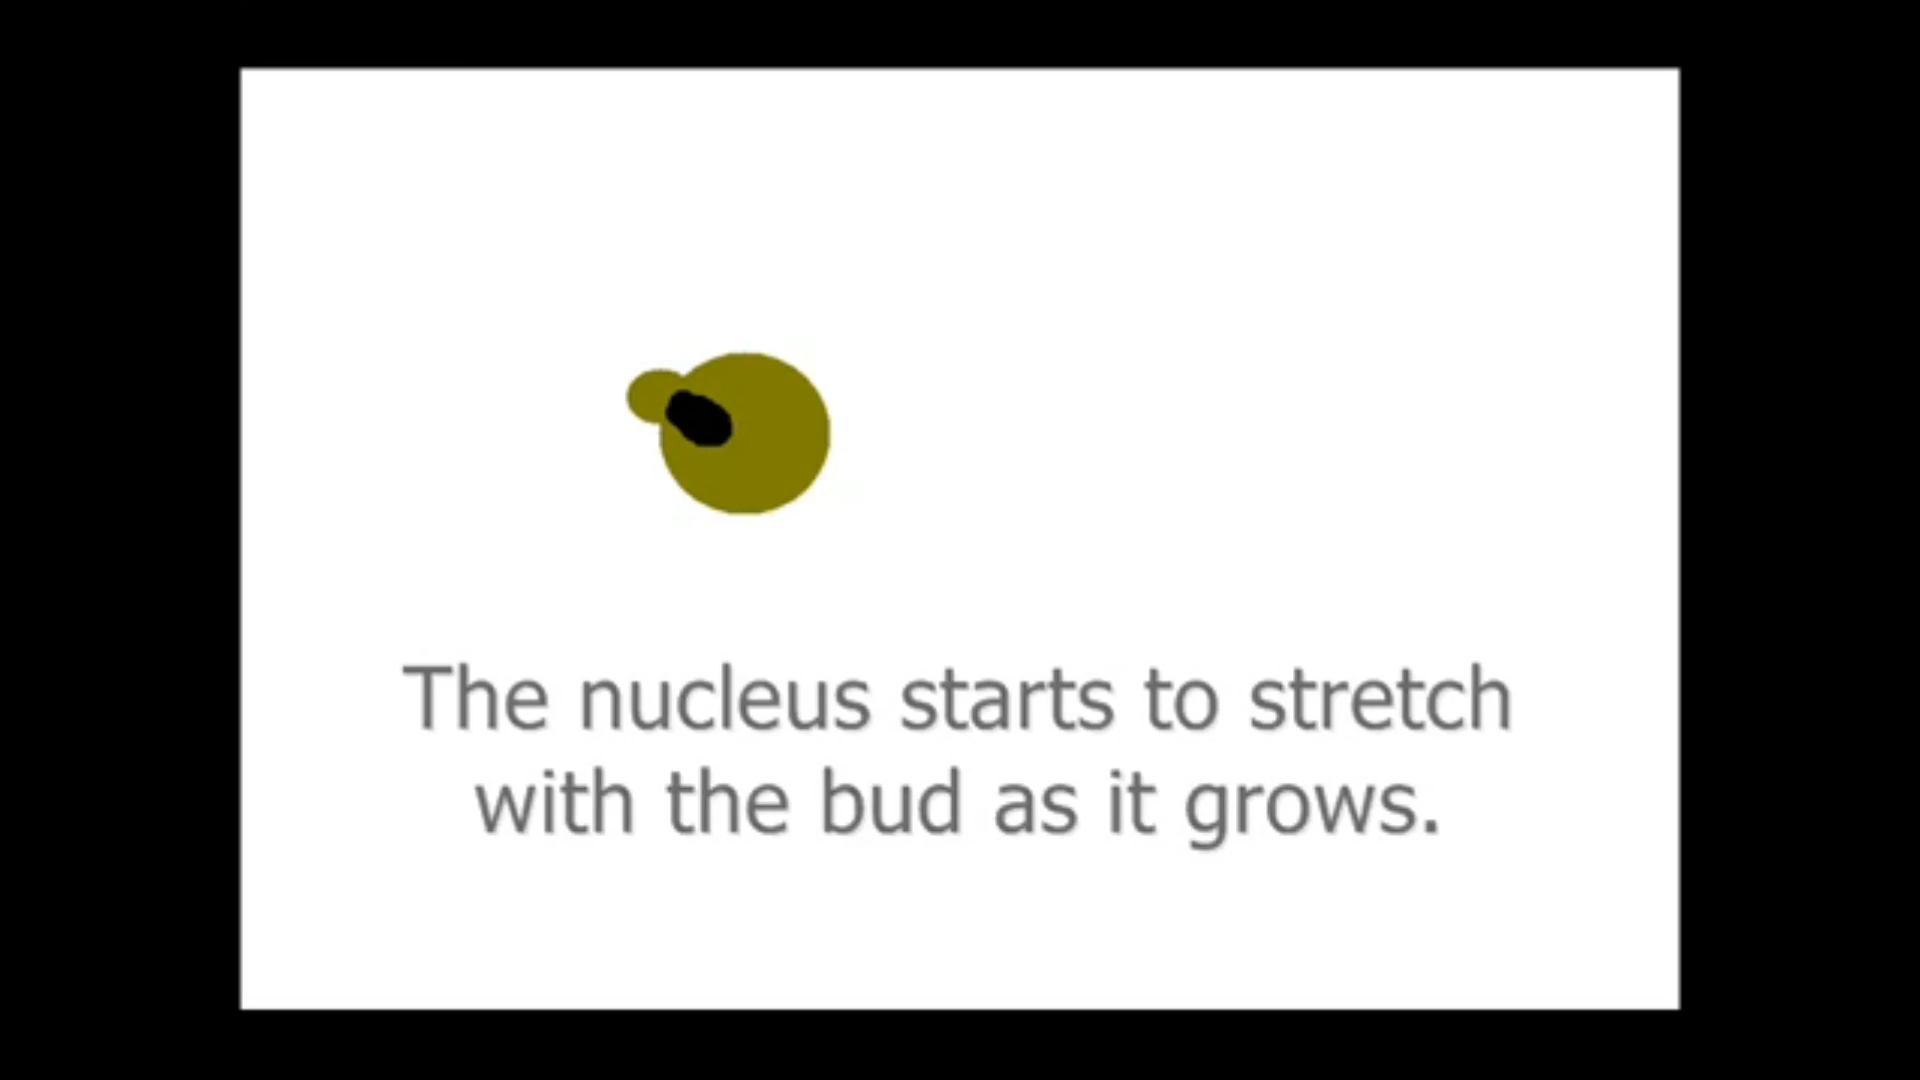 The nucleus starts to stretch
with the bud as it grows.